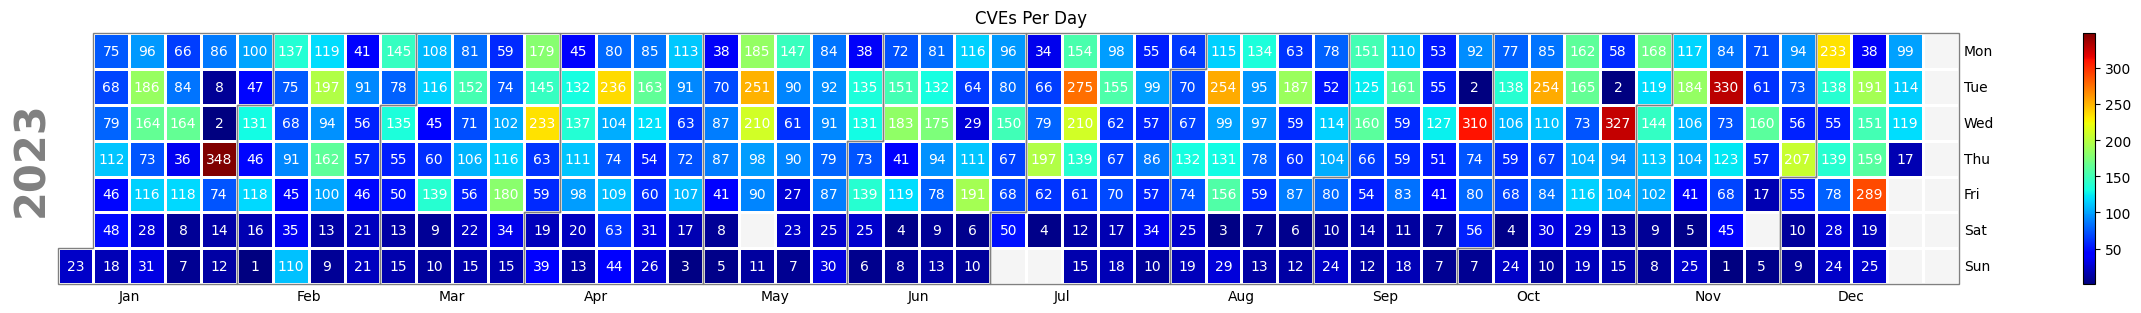 CVEs Per Day
2023
75 96 66 86 100 137 119 41 145 108 81 59 179 45 80 85 113 38 185 147 84 38 72 81 116 96 34 154 98 55 64 115 134 63 78 151 110 53 92 77 85 162 58 168 117 84 71 94 233 38 99 Mon
68 186 84 8 47 75 197 91 78 116 152 74 145 132 236 163 91 70 251 90 92 135 151 132 64 80 66 275 155 99 70 254 95 187 52 125 161 55 2 138 254 165 2 119 184 330 61 73 138 191 114 Tue
79 164 164 2 131 68 94 56 135 45 71 102 233 137 104 121 63 87 210 61 91 131 183 175 29 150 79 210 62 57 67 99 97 59 114 160 59 127 310 106 110 73 327 144 106 73 160 56 55 151 119 Wed
112 73 36 348 46 91 162 57 55 60 106 116 63 111 74 54 72 87 98 90 79 73 41 94 111 67 197 139 67 86 132 131 78 60 104 66 59 51 74 59 67 104 94 113 104 123 57 207 139 159 17 Thu
46 116 118 74 118 45 100 46 50 139 56 180 59 98 109 60 107 41 90 27 87 139 119 78 191 68 62 61 70 57 74 156 59 87 80 54 83 41 80 68 84 116 104 102 41 68 17 55 78 289 Fri
48 28 8 14 16 35 13 21 13 9 22 34 19 20 63 31 17 8 23 25 25 4 9 6 50 4 12 17 34 25 3 7 6 10 14 11 7 56 4 30 29 13 9 5 45 10 28 19 Sat
23 18 31 7 12 1 110 9 21 15 10 15 15 39 13 44 26 3 5 11 7 30 6 8 13 10 15 18 10 19 29 13 12 24 12 18 7 7 24 10 19 15 8 25 1 5 9 24 25 Sun
Jan Feb Mar Apr May Jun Jul Aug Sep Oct Nov Dec
300
250
200
150
100
50